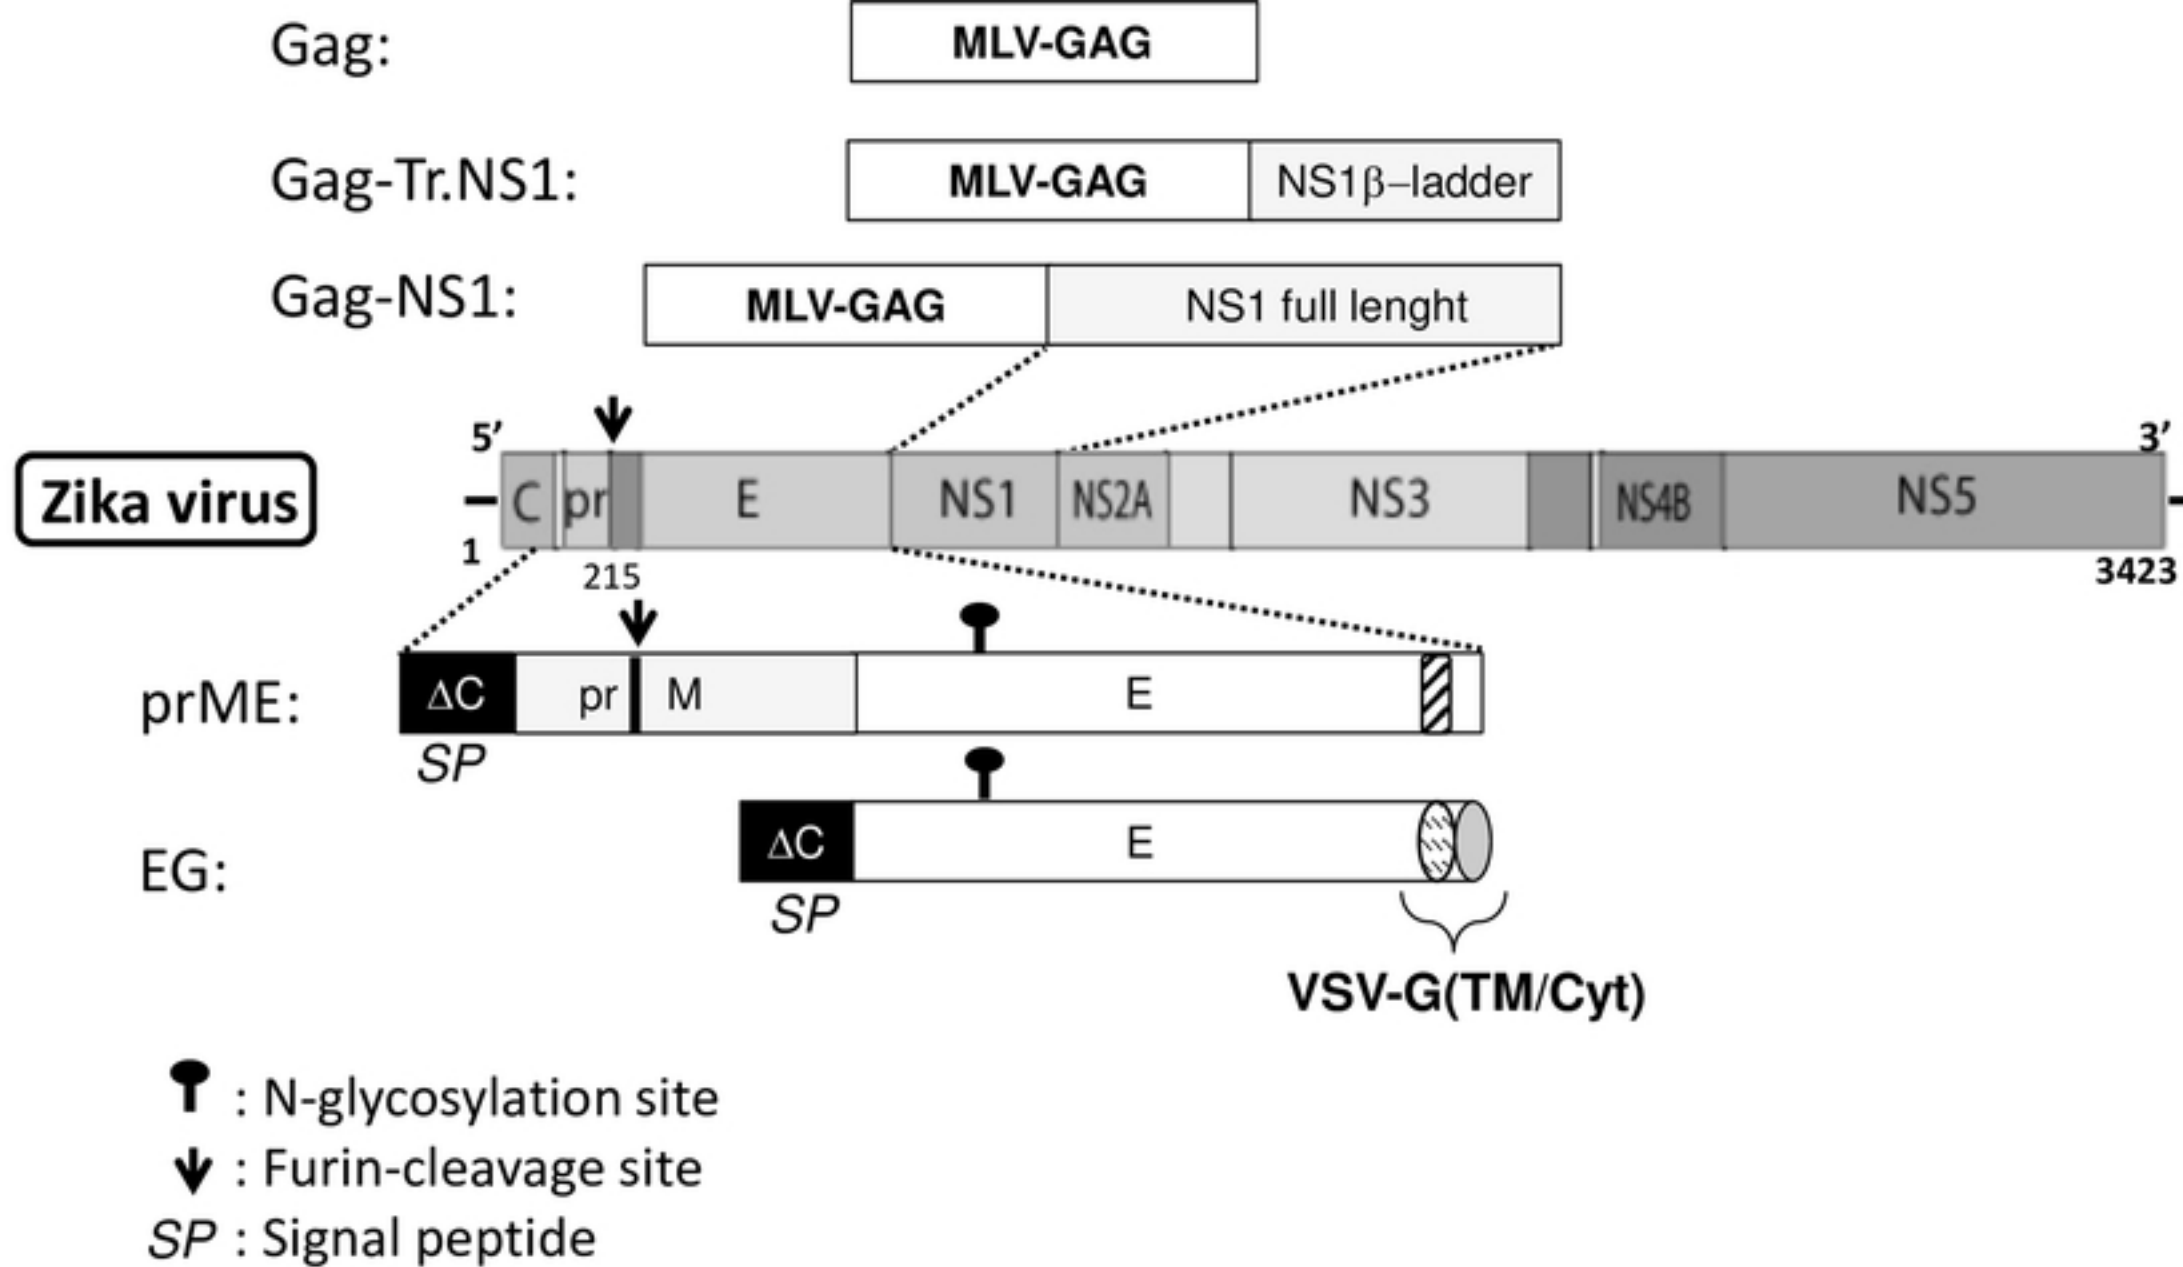 Gag: MLV-GAG
Gag-Tr.NS1: MLV-GAG NS1β–ladder
Gag-NS1: MLV-GAG NS1 full lenght
5’ 3’
Zika virus C pr E NS1 NS2A NS3 NS4B NS5
1 215 3423
prME: ΔC pr M E
SP
EG: ΔC E
SP
VSV-G(TM/Cyt)
: N-glycosylation site
: Furin-cleavage site
SP : Signal peptide